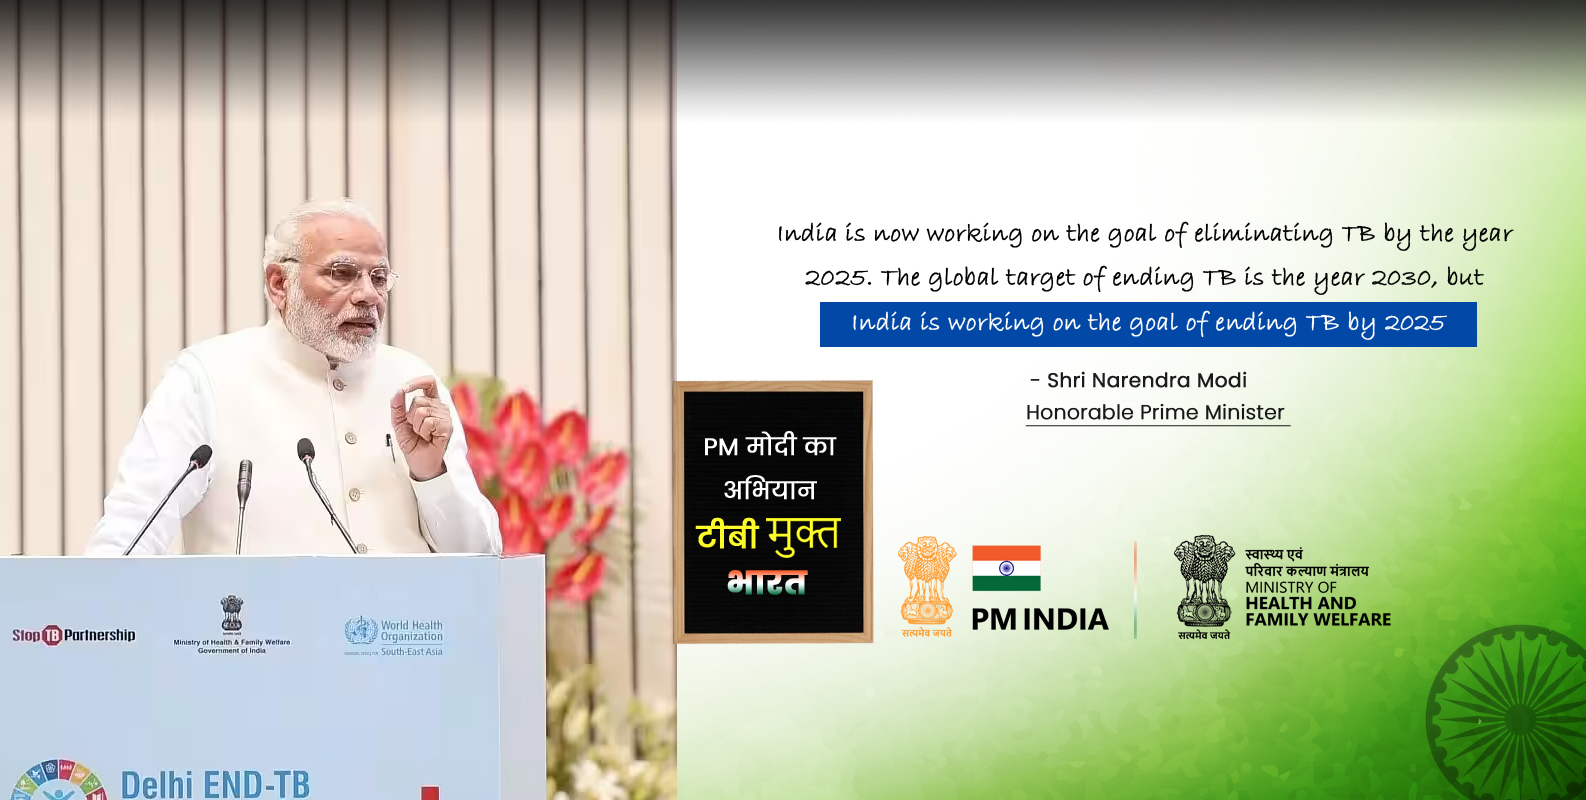 India is now working on the goal of eliminating TB by the year
2025. The global target of ending TB is the year 2030, but
India is working on the goal of ending TB by 2025
- Shri Narendra Modi
Honorable Prime Minister
PM मोदी का
अभियान
टीबी मुक्त
भारत
सत्यमेव जयते
PM INDIA
सत्यमेव जयते
स्वास्थ्य एवं
परिवार कल्याण मंत्रालय
MINISTRY OF
HEALTH AND
FAMILY WELFARE
Stop TB Partnership
Ministry of Health & Family Welfare
Government of India
World Health
Organization
South-East Asia
Delhi END-TB